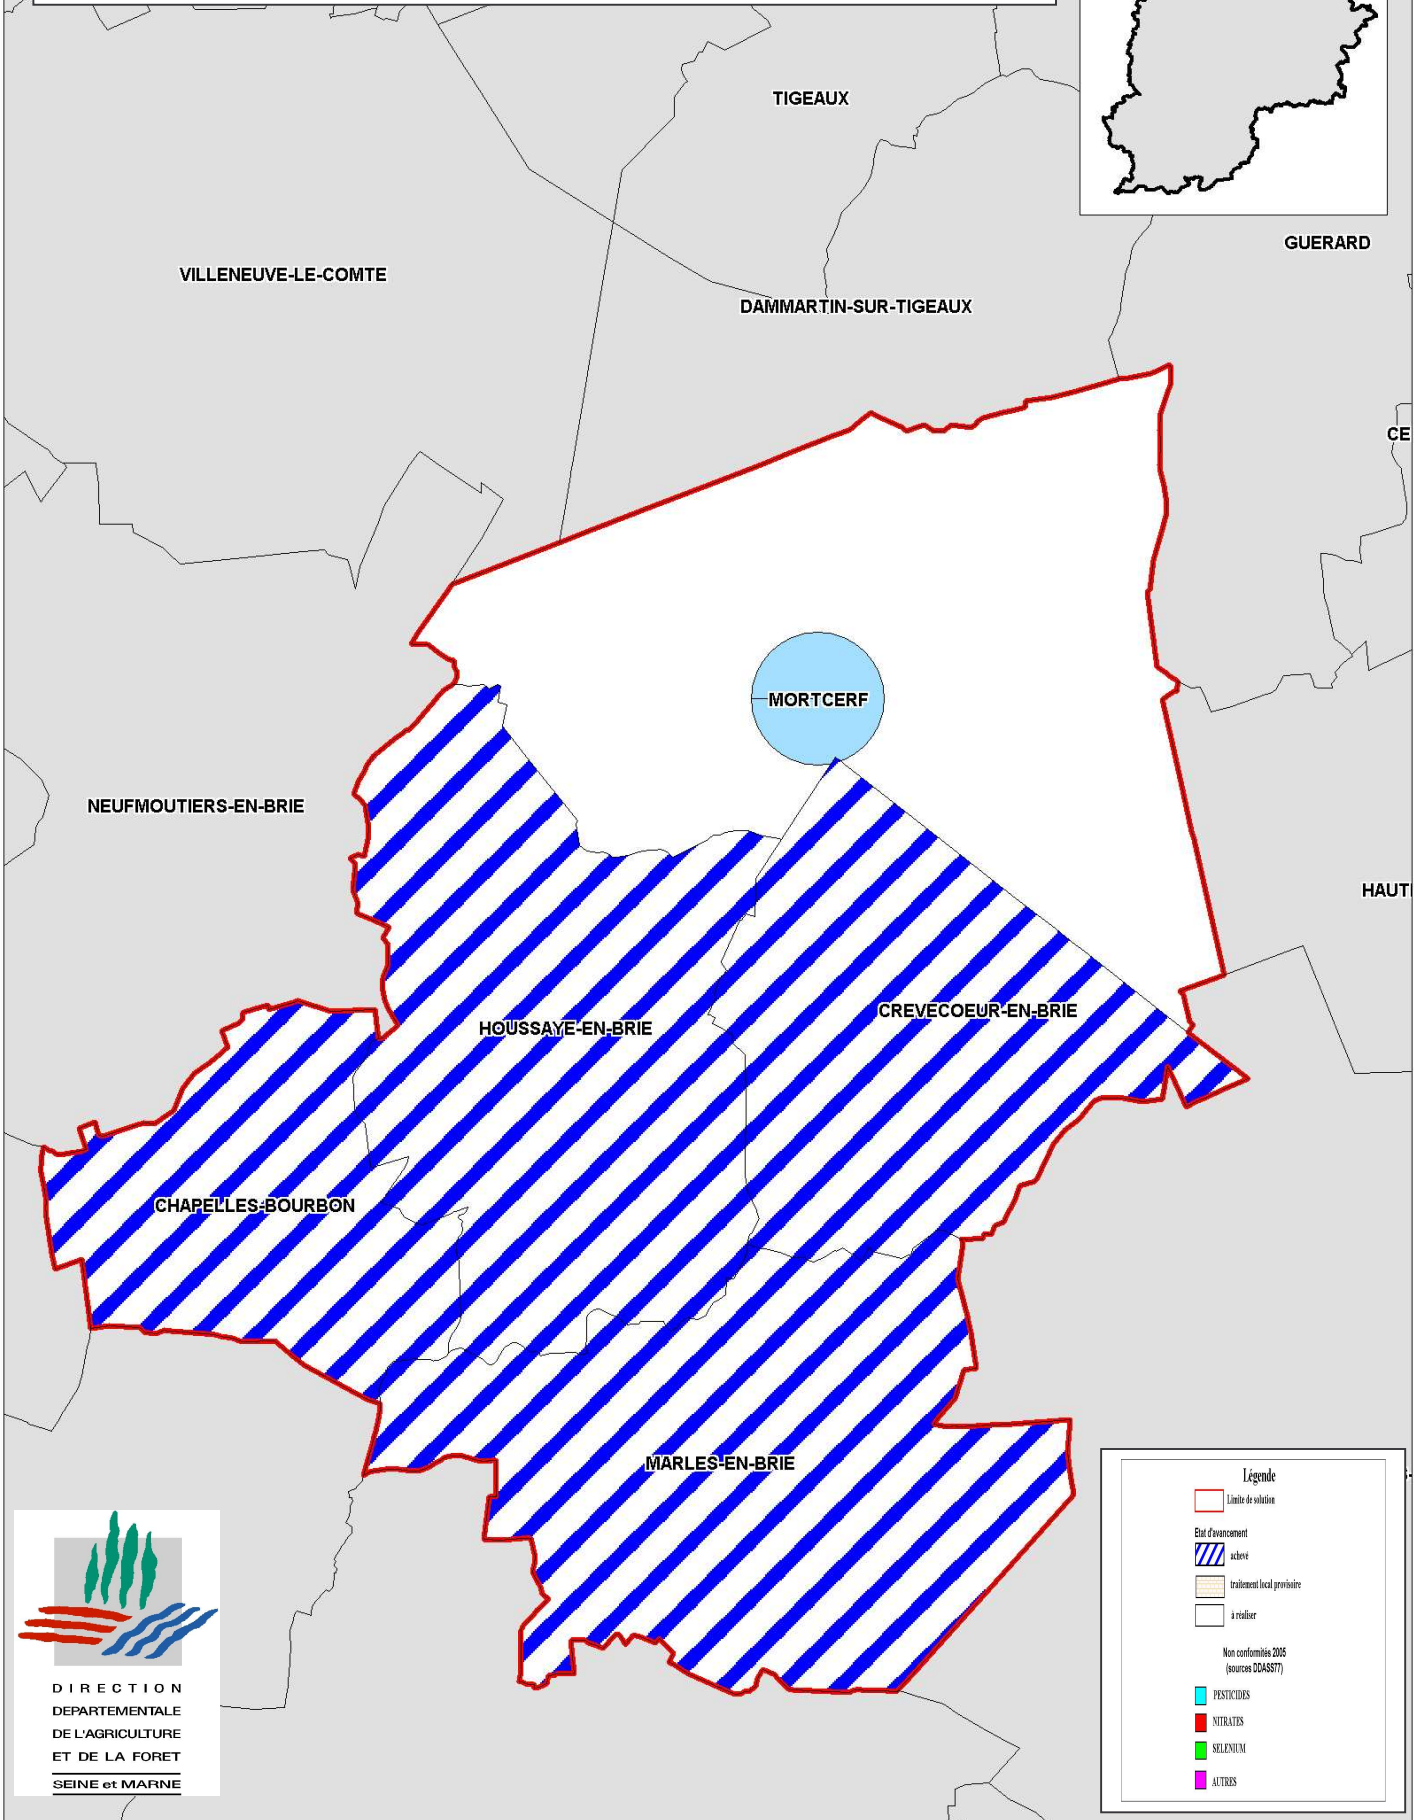 TIGEAUX
GUERARD
VILLENEUVE-LE-COMTE
DAMMARTIN-SUR-TIGEAUX
CE
MORTCERF
NEUFMOUTIERS-EN-BRIE
HAUT
CREVECOEUR-EN-BRIE
HOUSSAYE-EN-BRIE
CHAPELLES-BOURBON
MARLES-EN-BRIE
Légende
Limite de solution
Etat d'avancement
achevé
traitement local provisoire
à réaliser
Non conformités 2005
(sources DDASS77)
PESTICIDES
NITRATES
SELENIUM
AUTRES
DIRECTION
DEPARTEMENTALE
DE L'AGRICULTURE
ET DE LA FORET
SEINE et MARNE